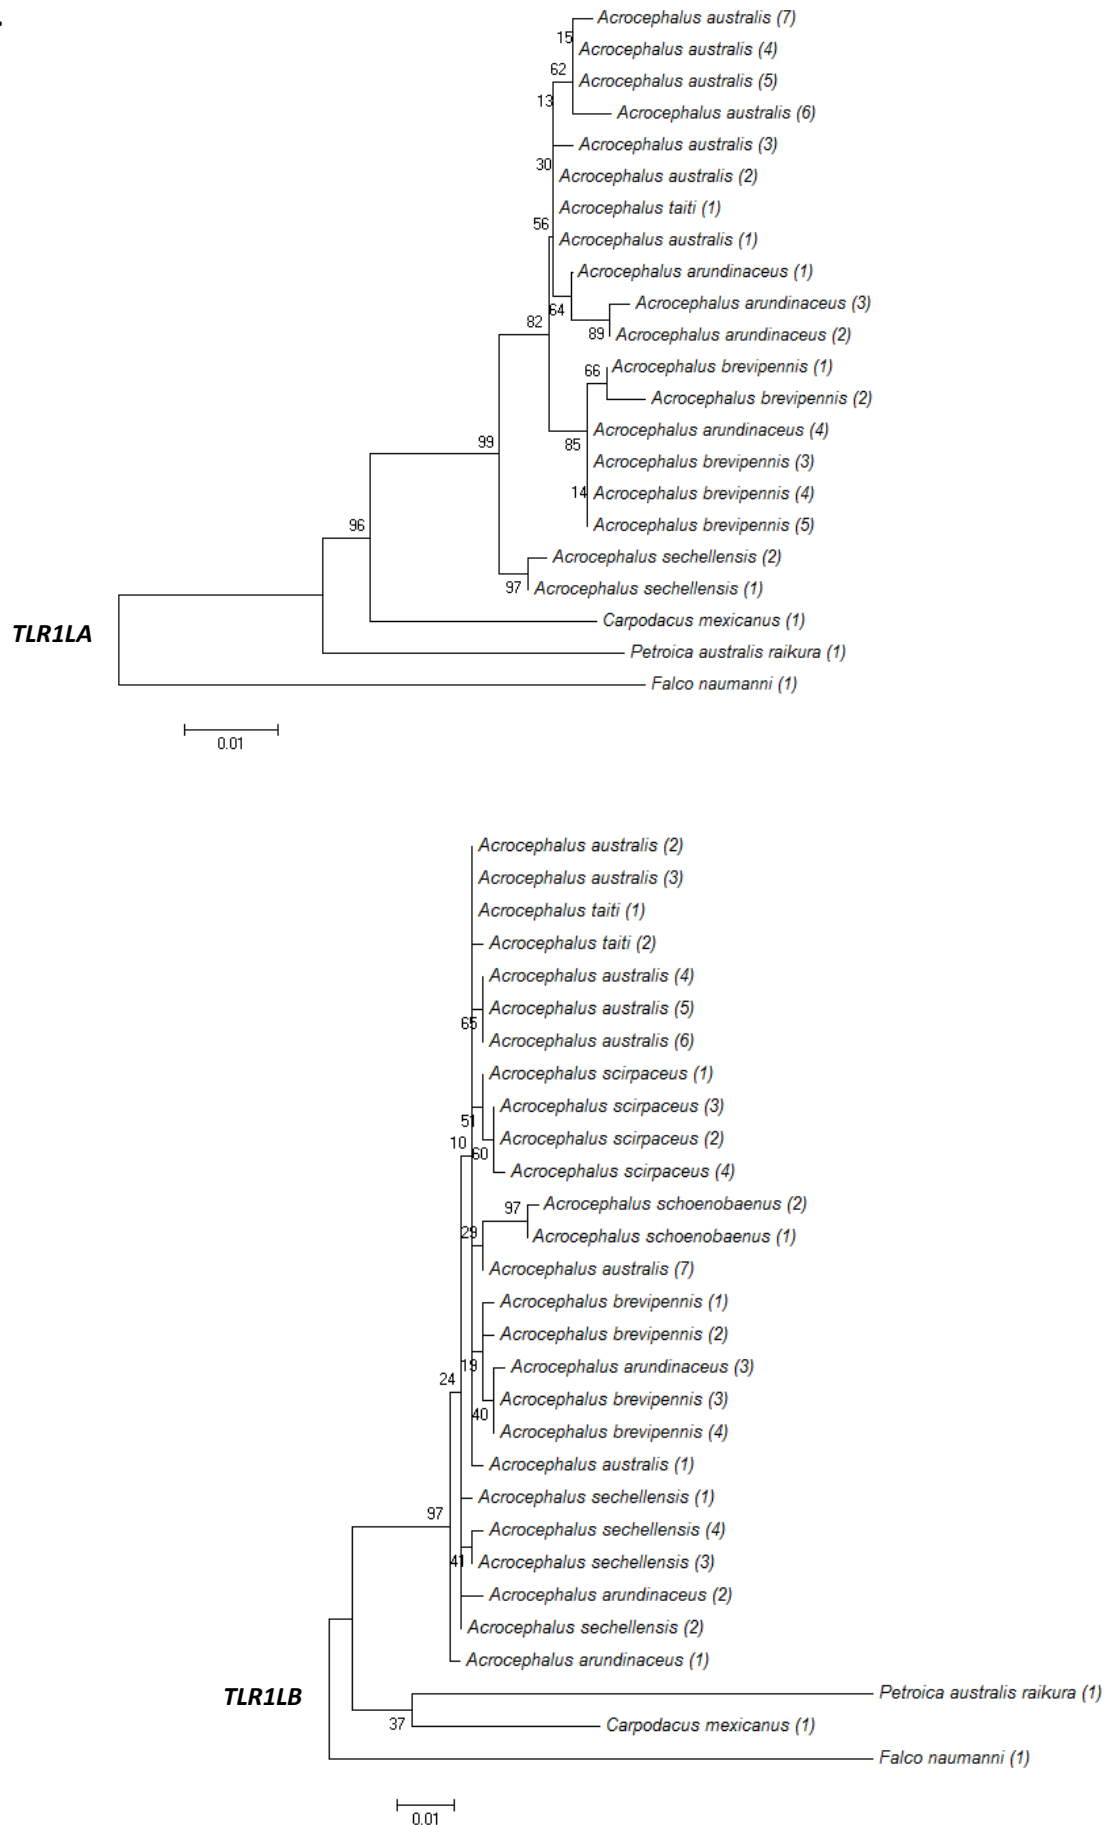 Acrocephalus australis (7)
15
Acrocephalus australis (4)
62
Acrocephalus australis (5)
13
Acrocephalus australis (6)
Acrocephalus australis (3)
30
Acrocephalus australis (2)
Acrocephalus taiti (1)
56
Acrocephalus australis (1)
Acrocephalus arundinaceus (1)
Acrocephalus arundinaceus (3)
64
82
89
Acrocephalus arundinaceus (2)
Acrocephalus brevipennis (1)
66
Acrocephalus brevipennis (2)
Acrocephalus arundinaceus (4)
99
85
Acrocephalus brevipennis (3)
14
Acrocephalus brevipennis (4)
96
Acrocephalus brevipennis (5)
Acrocephalus sechellensis (2)
97
Acrocephalus sechellensis (1)
Carpodacus mexicanus (1)
TLR1LA
Petroica australis raikura (1)
Falco naumanni (1)
0.01
Acrocephalus australis (2)
Acrocephalus australis (3)
Acrocephalus taiti (1)
Acrocephalus taiti (2)
Acrocephalus australis (4)
Acrocephalus australis (5)
65
Acrocephalus australis (6)
Acrocephalus scirpaceus (1)
Acrocephalus scirpaceus (3)
51
10
Acrocephalus scirpaceus (2)
60
Acrocephalus scirpaceus (4)
Acrocephalus schoenobaenus (2)
97
29
Acrocephalus schoenobaenus (1)
Acrocephalus australis (7)
Acrocephalus brevipennis (1)
Acrocephalus brevipennis (2)
19
Acrocephalus arundinaceus (3)
24
Acrocephalus brevipennis (3)
40
Acrocephalus brevipennis (4)
Acrocephalus australis (1)
Acrocephalus sechellensis (1)
97
Acrocephalus sechellensis (4)
41
Acrocephalus sechellensis (3)
Acrocephalus arundinaceus (2)
Acrocephalus sechellensis (2)
Acrocephalus arundinaceus (1)
TLR1LB
Petroica australis raikura (1)
37
Carpodacus mexicanus (1)
Falco naumanni (1)
0.01